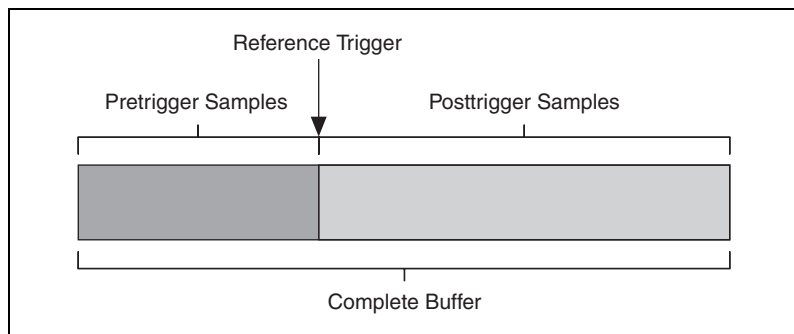 Reference Trigger
Pretrigger Samples
Posttrigger Samples
Complete Buffer